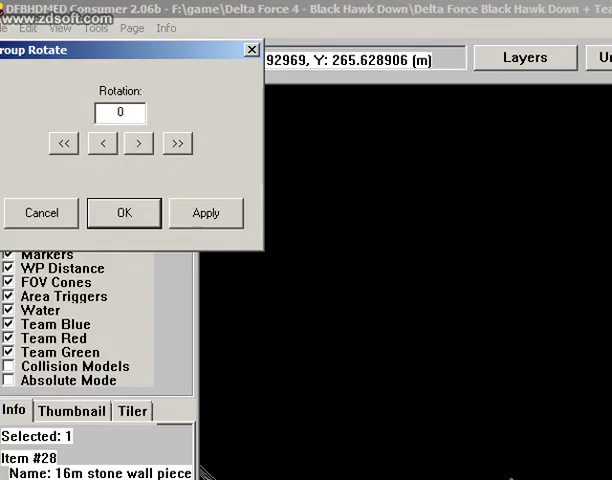 DFBHDMED Consumer 2.06b - F:\game\Delta Force 4 - Black Hawk Down\Delta Force Black Hawk Down + Tea
www.zdsoft.com
Edit View Tools Page Info
roup Rotate
92969, Y: 265.628906 (m)
Layers
Un
Rotation:
0
<< < > >>
Cancel OK Apply
Markers
WP Distance
FOV Cones
Area Triggers
Water
Team Blue
Team Red
Team Green
Collision Models
Absolute Mode
Info Thumbnail Tiler
Selected: 1
Item #28
Name: 16m stone wall piece